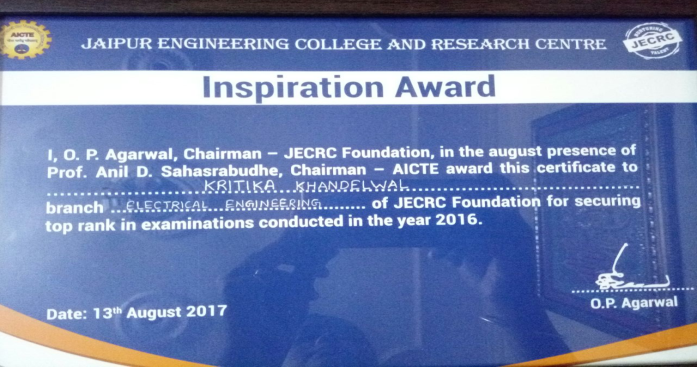 AICTE
JECRC
JAIPUR ENGINEERING COLLEGE AND RESEARCH CENTRE
Inspiration Award
I, O. P. Agarwal, Chairman – JECRC Foundation, in the august presence of
Prof. Anil D. Sahasrabudhe, Chairman – AICTE award this certificate to
KRITIKA KHANDELWAL
branch ...ELECTRICAL ENGINEERING............ of JECRC Foundation for securing
top rank in examinations conducted in the year 2016.
Date: 13th August 2017
O.P. Agarwal